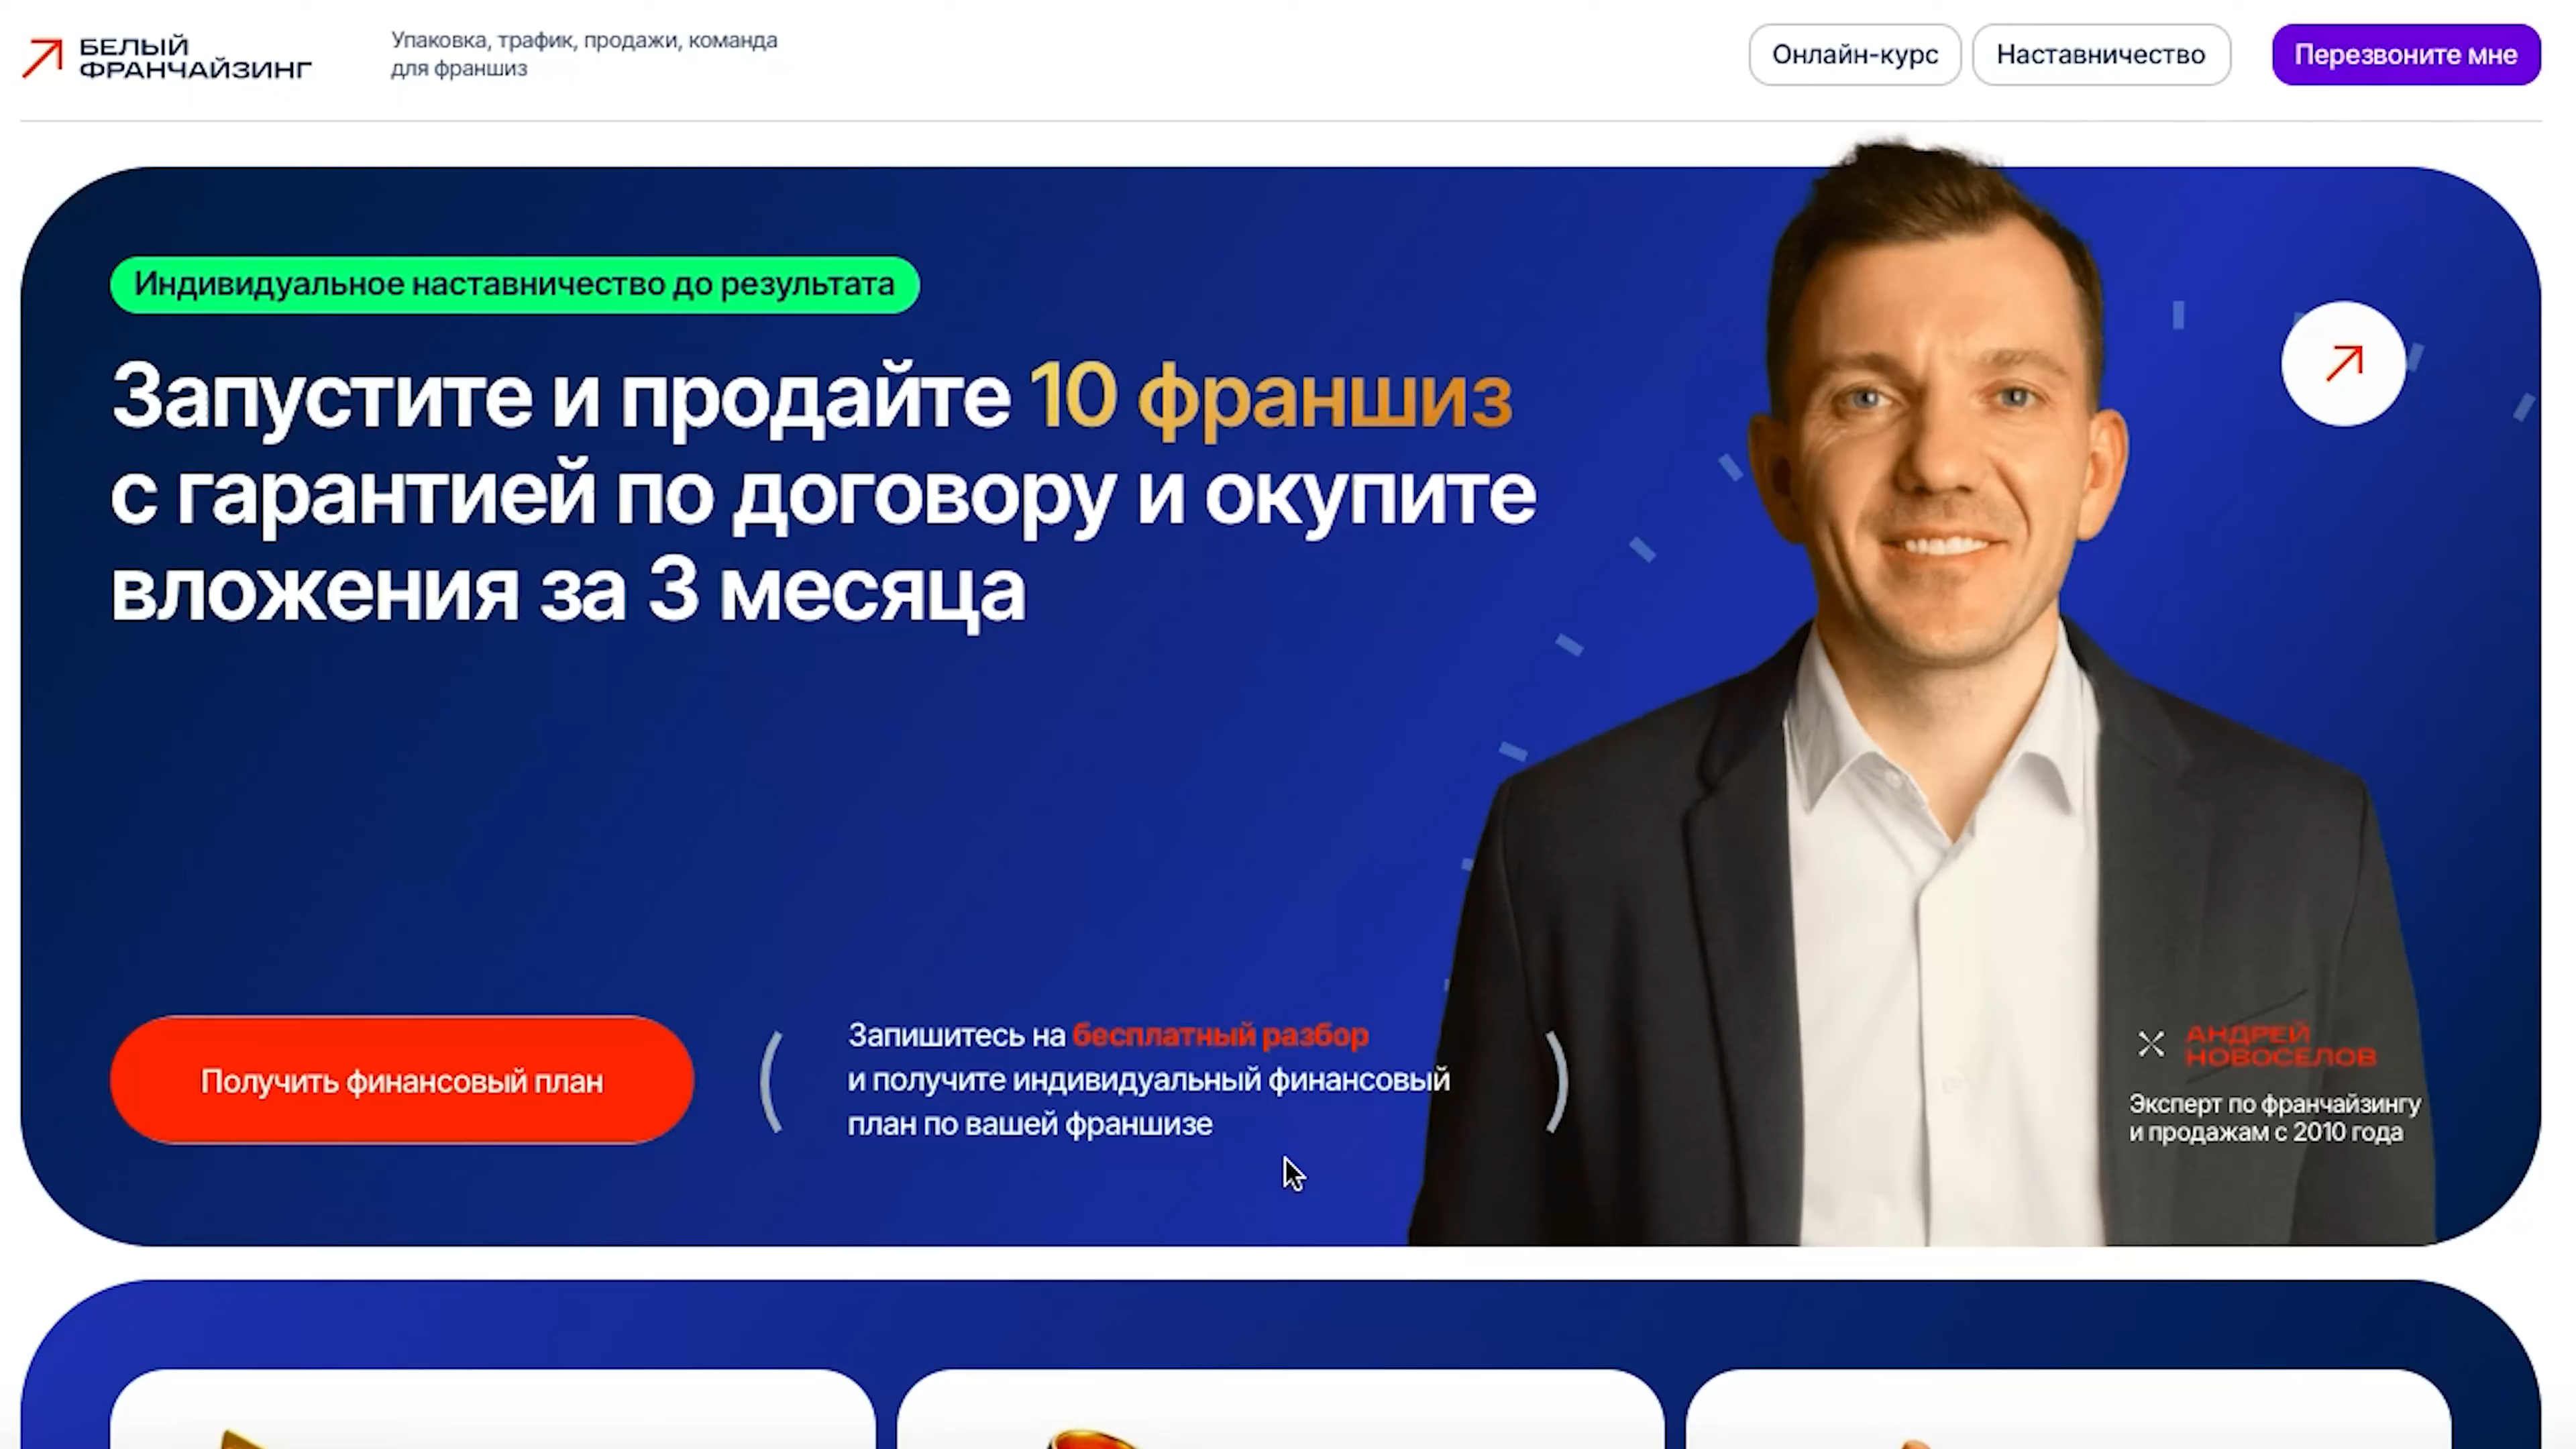 БЕЛЫЙ
ФРАНЧАЙЗИНГ
Упаковка, трафик, продажи, команда
для франшиз
Онлайн-курс
Наставничество
Перезвоните мне
Индивидуальное наставничество до результата
Запустите и продайте 10 франшиз
с гарантией по договору и окупите
вложения за 3 месяца
Получить финансовый план
Запишитесь на бесплатный разбор
и получите индивидуальный финансовый
план по вашей франшизе
АНДРЕЙ
НОВОСЕЛОВ
Эксперт по франчайзингу
и продажам с 2010 года